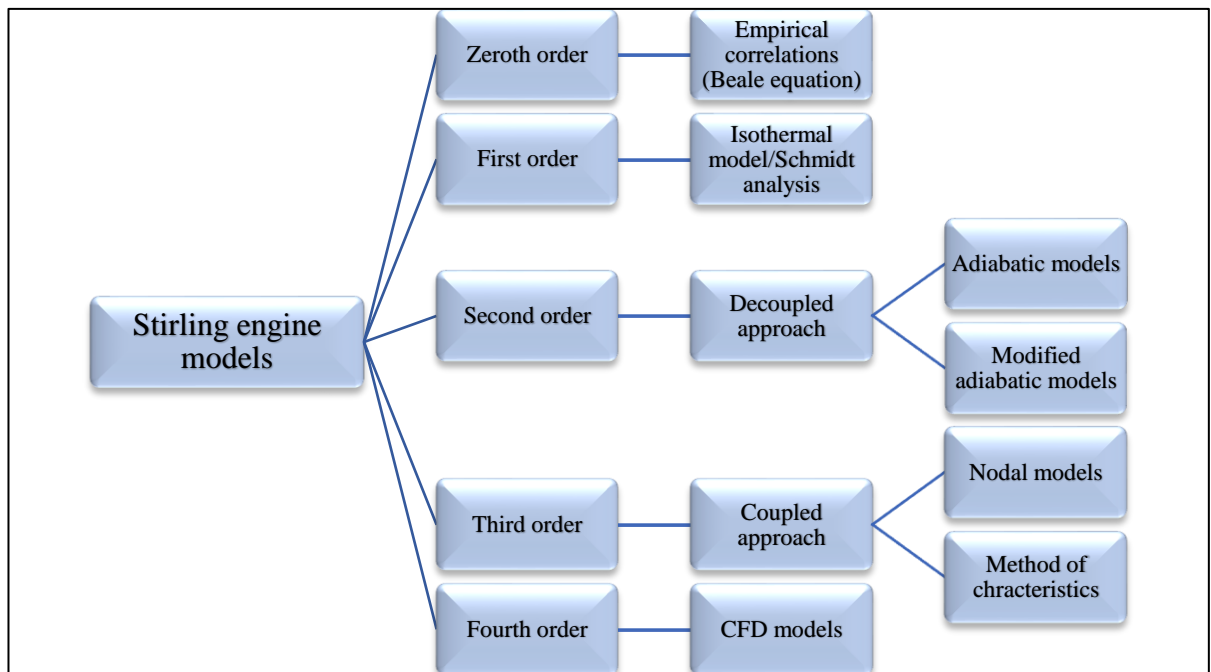 Stirling engine
models
Zeroth order
Empirical
correlations
(Beale equation)
First order
Isothermal
model/Schmidt
analysis
Second order
Decoupled
approach
Adiabatic models
Modified
adiabatic models
Third order
Coupled
approach
Nodal models
Method of
chracteristics
Fourth order
CFD models